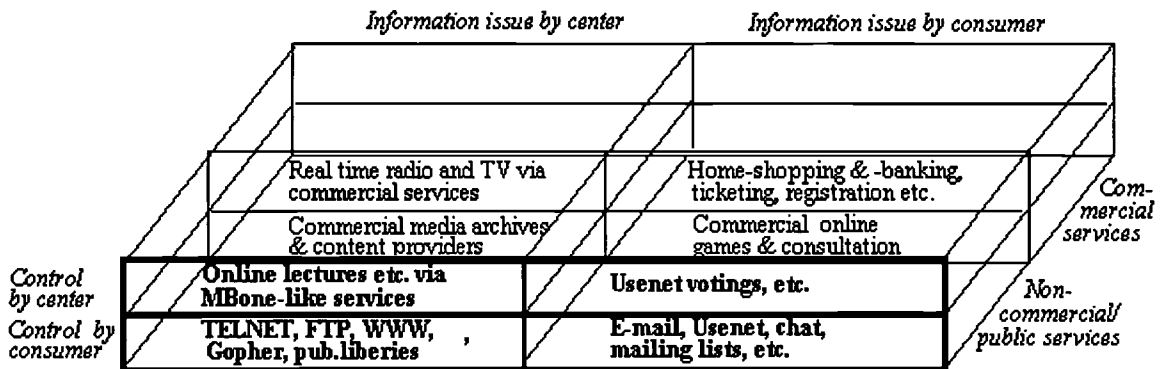 Information issue by center
Information issue by consumer
Real time radio and TV via
commercial services
Home-shopping & -banking,
ticketing, registration etc.
Commercial media archives
& content providers
Commercial online
games & consultation
Com-
mercial
services
Control
by center
Online lectures etc. via
MBone-like services
Usenet votings, etc.
Non-
commercial/
public services
Control by
consumer
TELNET, FTP, WWW, ,
Gopher, pub.liberies
E-mail, Usenet, chat,
mailing lists, etc.